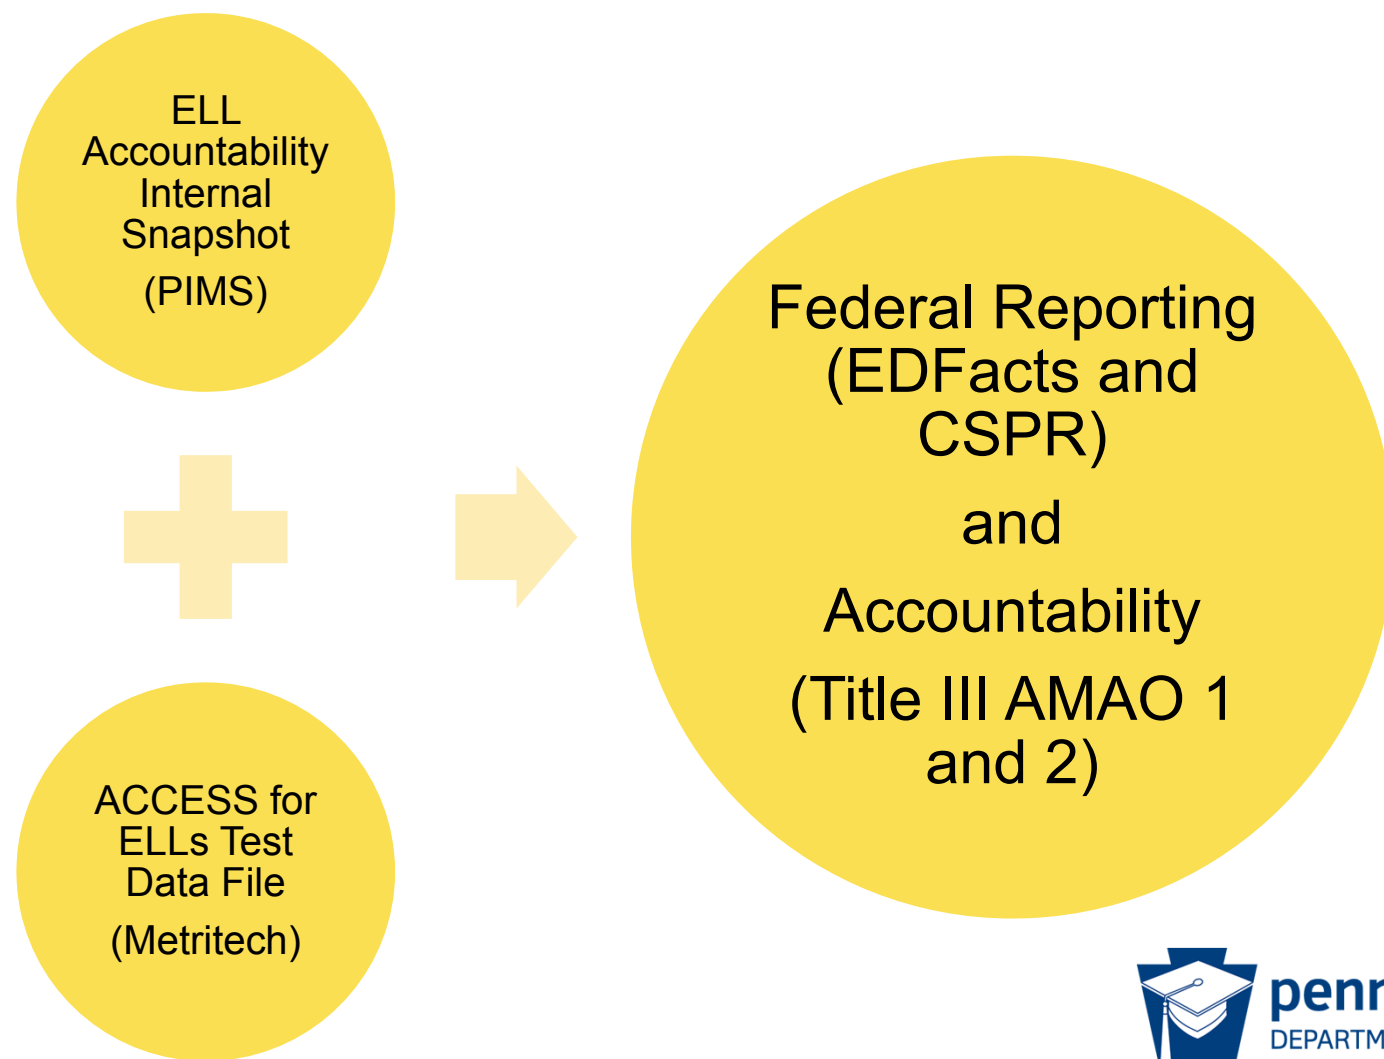 ELL
Accountability
Internal
Snapshot
(PIMS)
ACCESS for
ELLs Test
Data File
(Metritech)
Federal Reporting
(EDFacts and
CSPR)
and
Accountability
(Title III AMAO 1
and 2)
penn
DEPARTM